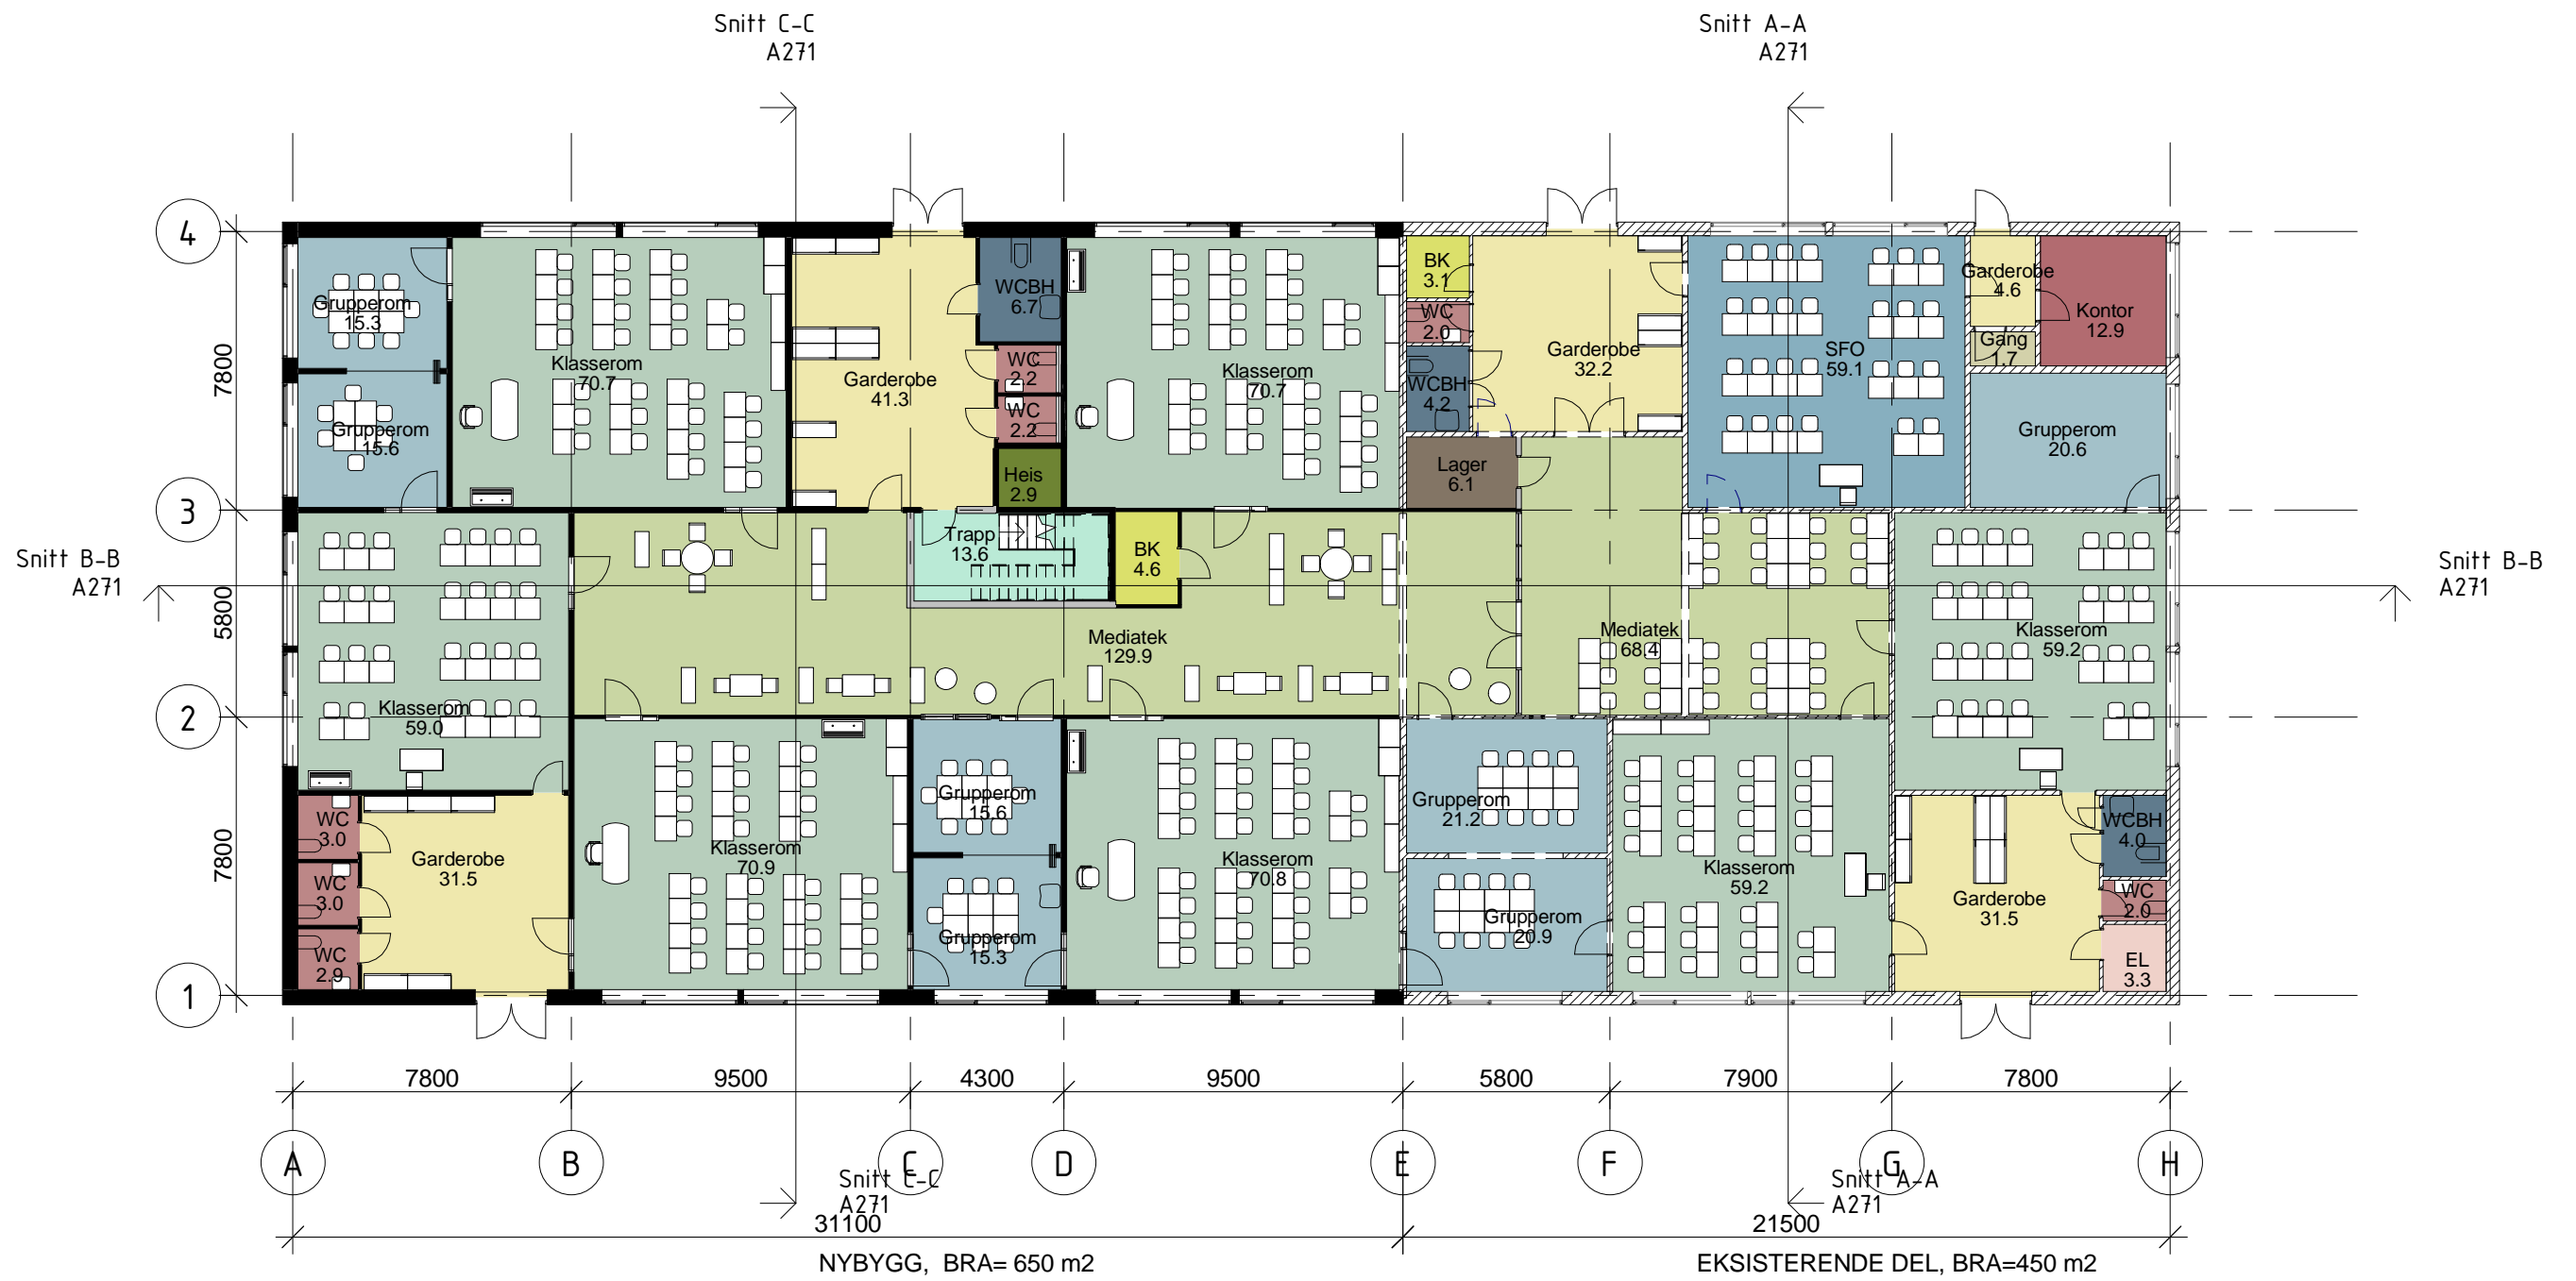 Snitt C-C
A271
Snitt A-A
A271
4
3
2
1
7800
5800
7800
Snitt B-B
A271
Snitt B-B
A271
Grupperom
15.3
Grupperom
15.6
Klasserom
70.7
Garderobe
41.3
WCBH
6.7
WC
2.2
WC
2.2
Heis
2.9
Klasserom
70.7
BK
3.1
WC
2.0
WCBH
4.2
Garderobe
32.2
Lager
6.1
SFO
59.1
Garderobe
4.6
Gang
1.7
Kontor
12.9
Grupperom
20.6
Trapp
13.6
BK
4.6
Mediatek
129.9
Mediatek
68.4
Klasserom
59.2
Klasserom
59.0
WC
3.0
WC
3.0
WC
2.9
Garderobe
31.5
Klasserom
70.9
Grupperom
15.6
Grupperom
15.3
Klasserom
70.8
Grupperom
21.2
Grupperom
20.9
Klasserom
59.2
Garderobe
31.5
WCBH
4.0
WC
2.0
EL
3.3
7800
9500
4300
9500
5800
7900
7800
A
B
C
D
E
F
G
H
Snitt C-C
A271
Snitt A-A
A271
31100
21500
NYBYGG, BRA= 650 m2
EKSISTERENDE DEL, BRA=450 m2